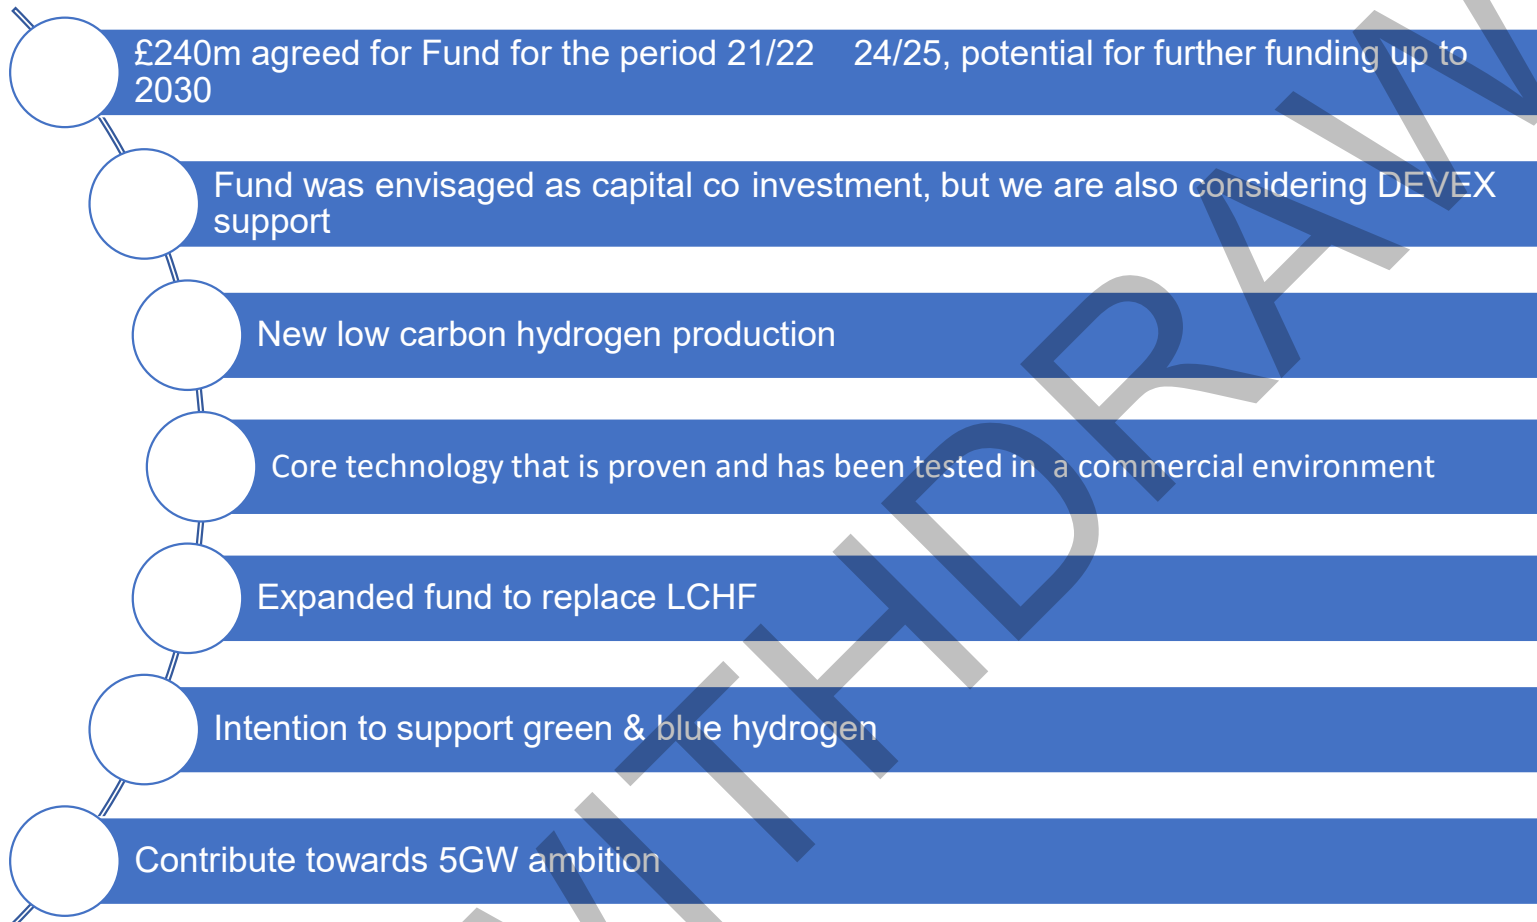 £240m agreed for Fund for the period 21/22 24/25, potential for further funding up to
2030
Fund was envisaged as capital co investment, but we are also considering DEVEX
support
New low carbon hydrogen production
Core technology that is proven and has been tested in a commercial environment
Expanded fund to replace LCHF
Intention to support green & blue hydrogen
Contribute towards 5GW ambition
WITHDRAW